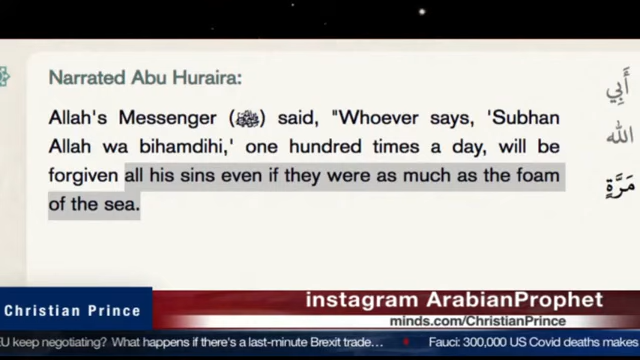 Narrated Abu Huraira:
Allah's Messenger (ﷺ) said, "Whoever says, 'Subhan
Allah wa bihamdihi,' one hundred times a day, will be
forgiven all his sins even if they were as much as the foam
of the sea.
أَبِي
الله
مَرَّةٍ
Christian Prince
instagram ArabianProphet
minds.com/ChristianPrince
EU keep negotiating? What happens if there's a last-minute Brexit trade… Fauci: 300,000 US Covid deaths makes